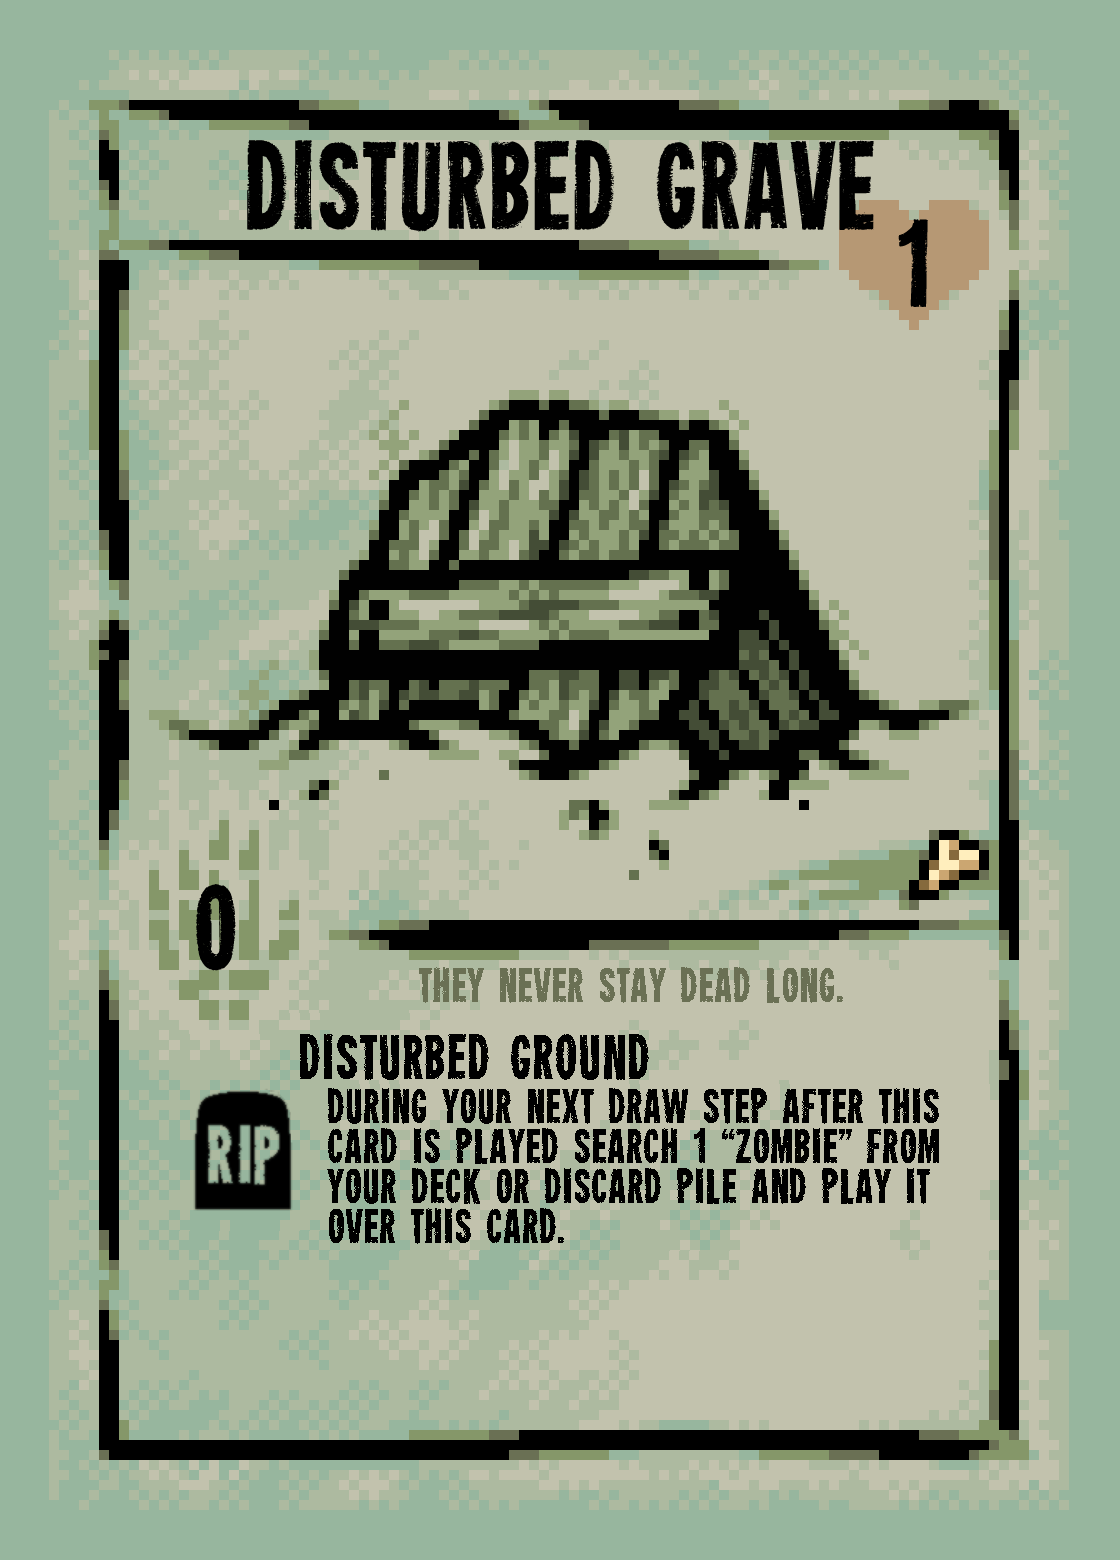 DISTURBED GRAVE
1
0
THEY NEVER STAY DEAD LONG.
DISTURBED GROUND
RIP
DURING YOUR NEXT DRAW STEP AFTER THIS
CARD IS PLAYED SEARCH 1 “ZOMBIE” FROM
YOUR DECK OR DISCARD PILE AND PLAY IT
OVER THIS CARD.